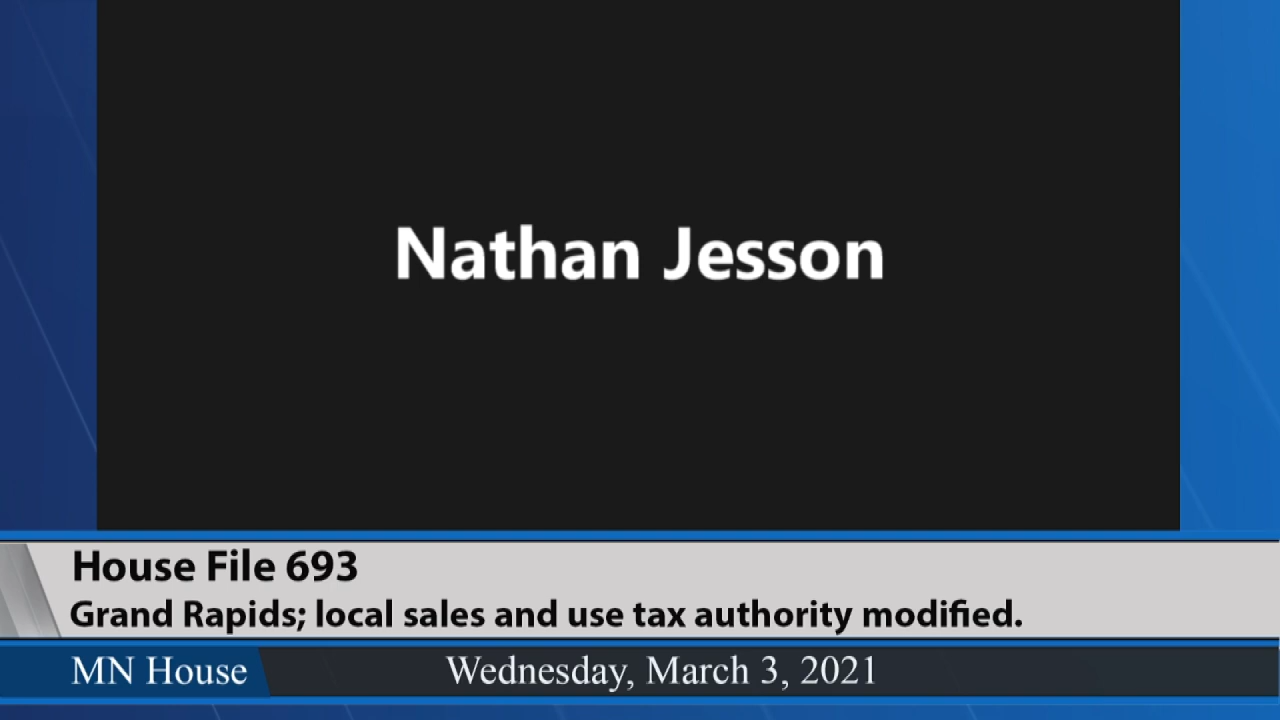 Nathan Jesson
House File 693
Grand Rapids; local sales and use tax authority modified.
MN House
Wednesday, March 3, 2021